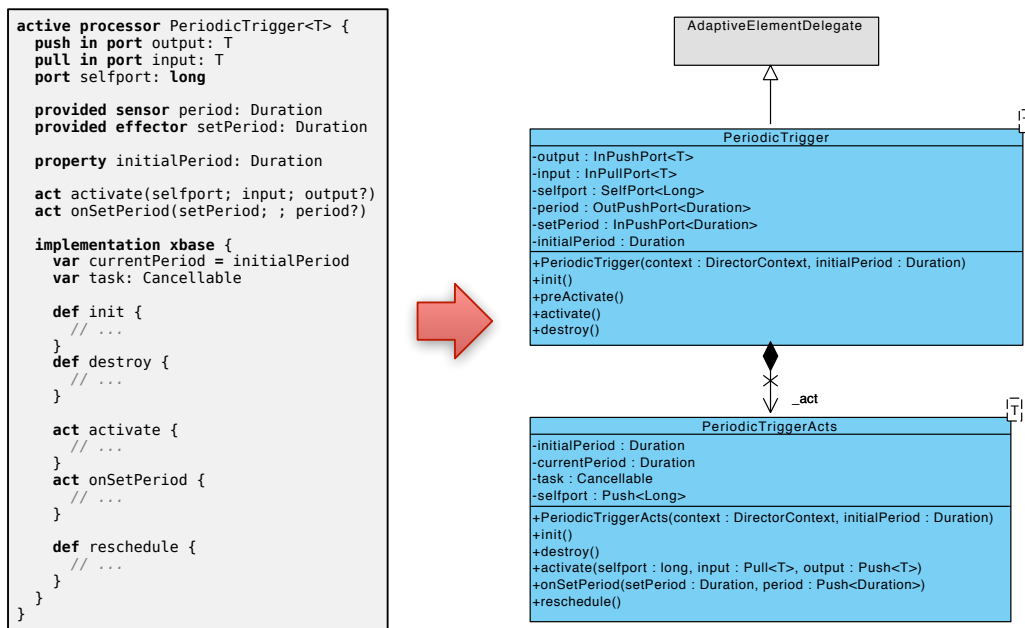 active processor PeriodicTrigger<T> {
push in port output: T
pull in port input: T
port selfport: long
provided sensor period: Duration
provided effector setPeriod: Duration
property initialPeriod: Duration
act activate(selfport; input; output?)
act onSetPeriod(setPeriod; ; period?)
implementation xbase {
var currentPeriod = initialPeriod
var task: Cancellable
def init {
// ...
}
def destroy {
// ...
}
act activate {
// ...
}
act onSetPeriod {
// ...
}
def reschedule {
// ...
}
}
}
AdaptiveElementDelegate
T
PeriodicTrigger
-output : InPushPort<T>
-input : InPullPort<T>
-selfport : SelfPort<Long>
-period : OutPushPort<Duration>
-setPeriod : InPushPort<Duration>
-initialPeriod : Duration
+PeriodicTrigger(context : DirectorContext, initialPeriod : Duration)
+init()
+preActivate()
+activate()
+destroy()
_act
T
PeriodicTriggerActs
-initialPeriod : Duration
-currentPeriod : Duration
-task : Cancellable
-selfport : Push<Long>
+PeriodicTriggerActs(context : DirectorContext, initialPeriod : Duration)
+init()
+destroy()
+activate(selfport : long, input : Pull<T>, output : Push<T>)
+onSetPeriod(setPeriod : Duration, period : Push<Duration>)
+reschedule()